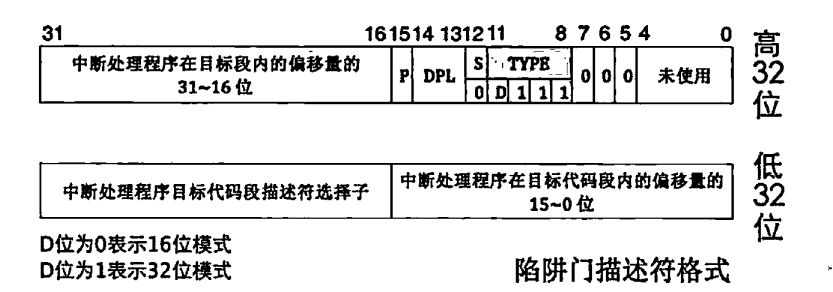 31 16 15 14 13 12 11 8 7 6 5 4 0
中断处理程序在目标段内的偏移量的
31~16 位
P
DPL
S
TYPE
0 D 1 1 1
0 0 0
未使用
高
32
位
中断处理程序目标代码段描述符选择子
中断处理程序在目标代码段内的偏移量的
15~0 位
低
32
位
D位为0表示16位模式
D位为1表示32位模式
陷阱门描述符格式